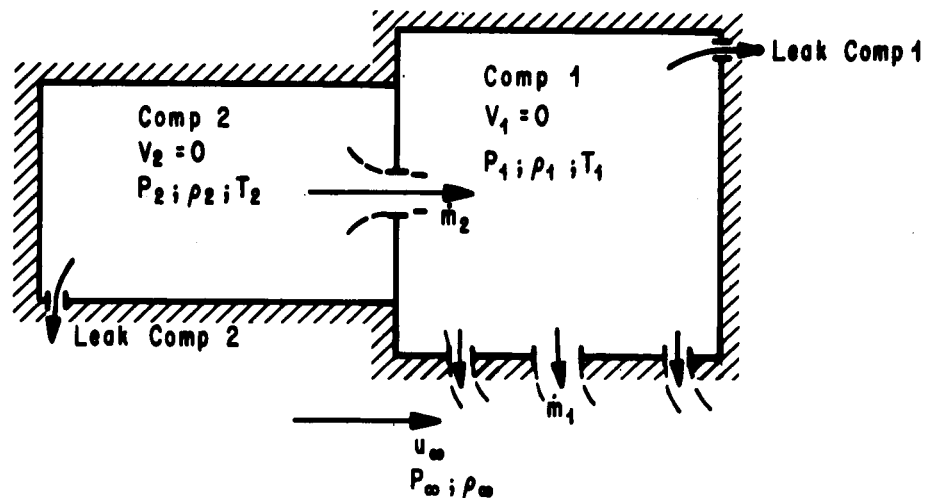 Leak Comp 1
Comp 1
V₁ = 0
P₁ ; ρ₁ ; T₁
Comp 2
V₂ = 0
P₂ ; ρ₂ ; T₂
ṁ₂
Leak Comp 2
ṁ₁
u∞
P∞ ; ρ∞